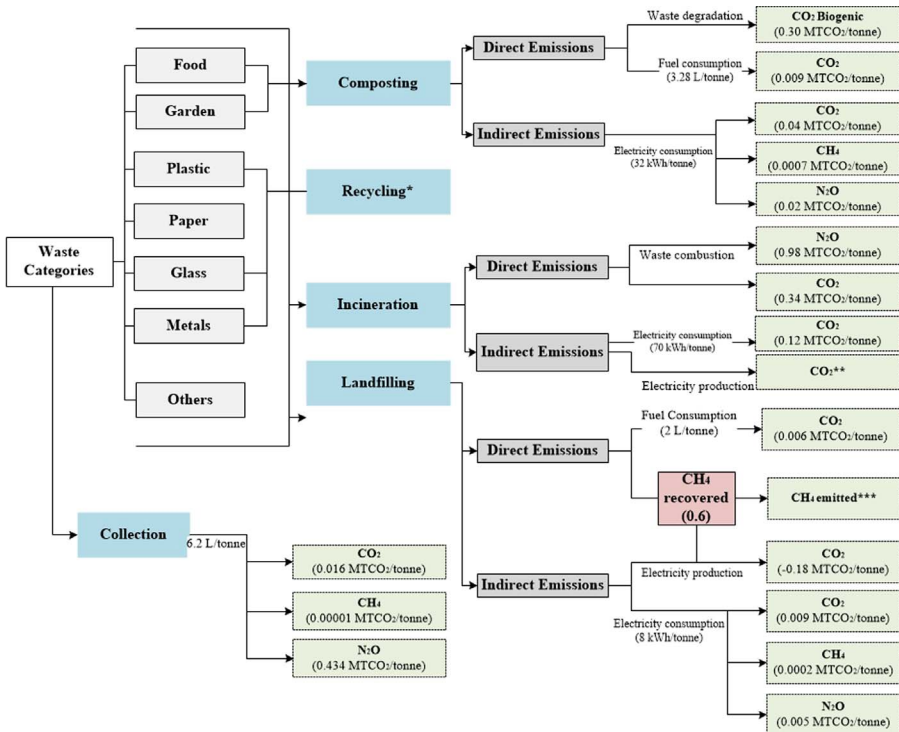 Waste
Categories
Food
Garden
Plastic
Paper
Glass
Metals
Others
Composting
Recycling*
Incineration
Landfilling
Collection
6.2 L/tonne
CO2
(0.016 MTCO2/tonne)
CH4
(0.00001 MTCO2/tonne)
N2O
(0.434 MTCO2/tonne)
Direct Emissions
Waste degradation
CO2 Biogenic
(0.30 MTCO2/tonne)
Fuel consumption
(3.28 L/tonne)
CO2
(0.009 MTCO2/tonne)
Indirect Emissions
Electricity consumption
(32 kWh/tonne)
CO2
(0.04 MTCO2/tonne)
CH4
(0.0007 MTCO2/tonne)
N2O
(0.02 MTCO2/tonne)
Direct Emissions
Waste combustion
N2O
(0.98 MTCO2/tonne)
CO2
(0.34 MTCO2/tonne)
Indirect Emissions
Electricity consumption
(70 kWh/tonne)
CO2
(0.12 MTCO2/tonne)
Electricity production
CO2**
Direct Emissions
Fuel Consumption
(2 L/tonne)
CO2
(0.006 MTCO2/tonne)
CH4
recovered
(0.6)
CH4 emitted***
Indirect Emissions
Electricity production
CO2
(-0.18 MTCO2/tonne)
Electricity consumption
(8 kWh/tonne)
CO2
(0.009 MTCO2/tonne)
CH4
(0.0002 MTCO2/tonne)
N2O
(0.005 MTCO2/tonne)